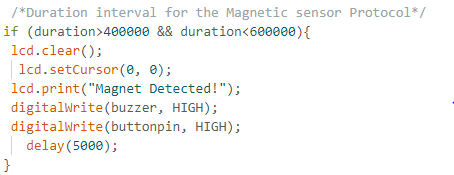 /*Duration interval for the Magnetic sensor Protocol*/
if (duration>400000 && duration<600000){
lcd.clear();
lcd.setCursor(0, 0);
lcd.print("Magnet Detected!");
digitalWrite(buzzer, HIGH);
digitalWrite(buttonpin, HIGH);
delay(5000);
}